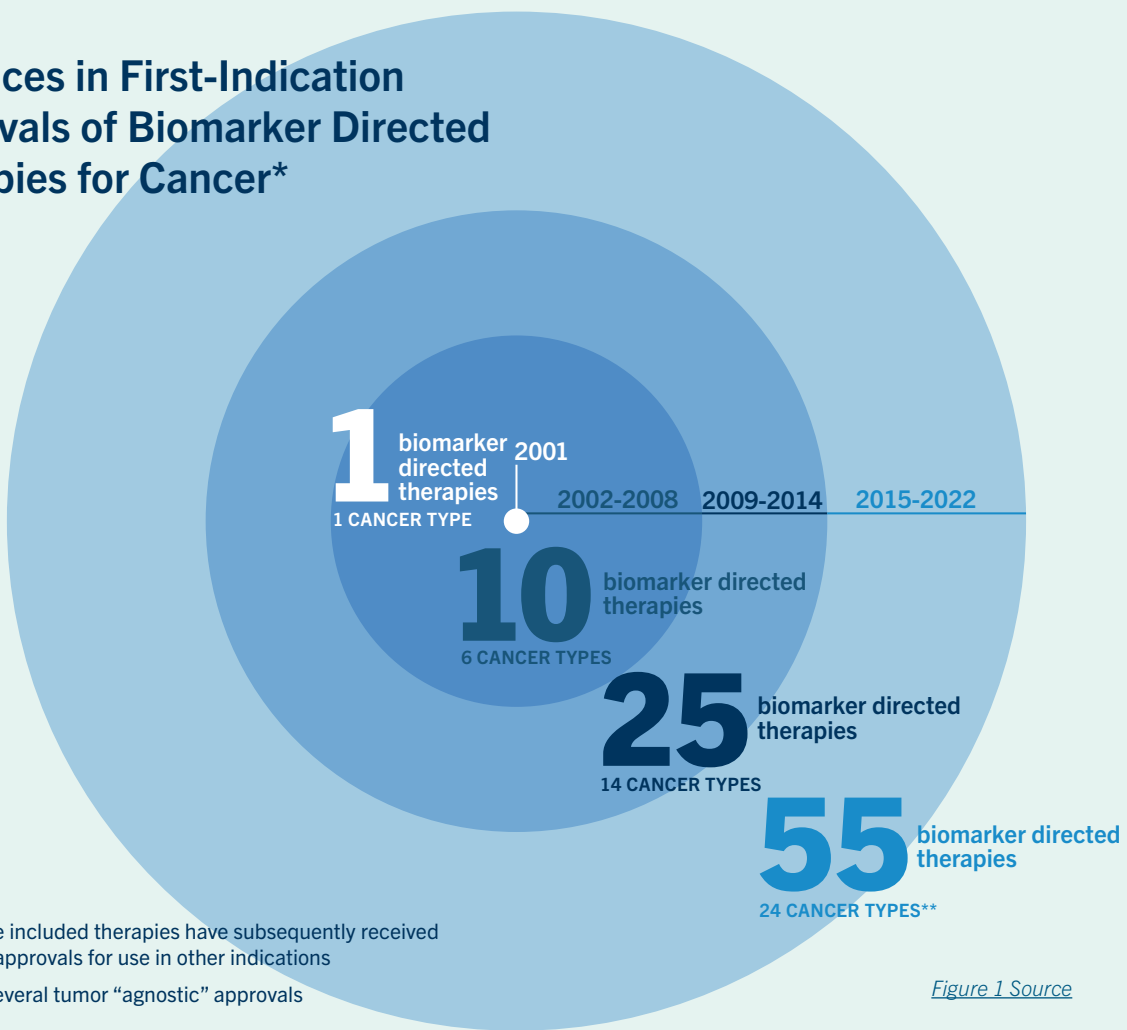 ces in First-Indication
vals of Biomarker Directed
pies for Cancer*
1
biomarker
directed
therapies
1 CANCER TYPE
2001
2002-2008
2009-2014
2015-2022
10
biomarker directed
therapies
6 CANCER TYPES
25
biomarker directed
therapies
14 CANCER TYPES
55
biomarker directed
therapies
24 CANCER TYPES**
e included therapies have subsequently received
approvals for use in other indications
everal tumor “agnostic” approvals
Figure 1 Source